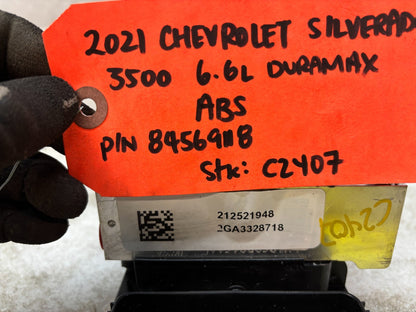 2021 CHEVROLET SILVERAD
3500 6.6L DURAMAX
ABS
P/N 84569118
Stk: C2407
212521948
2GA3328718
C2407